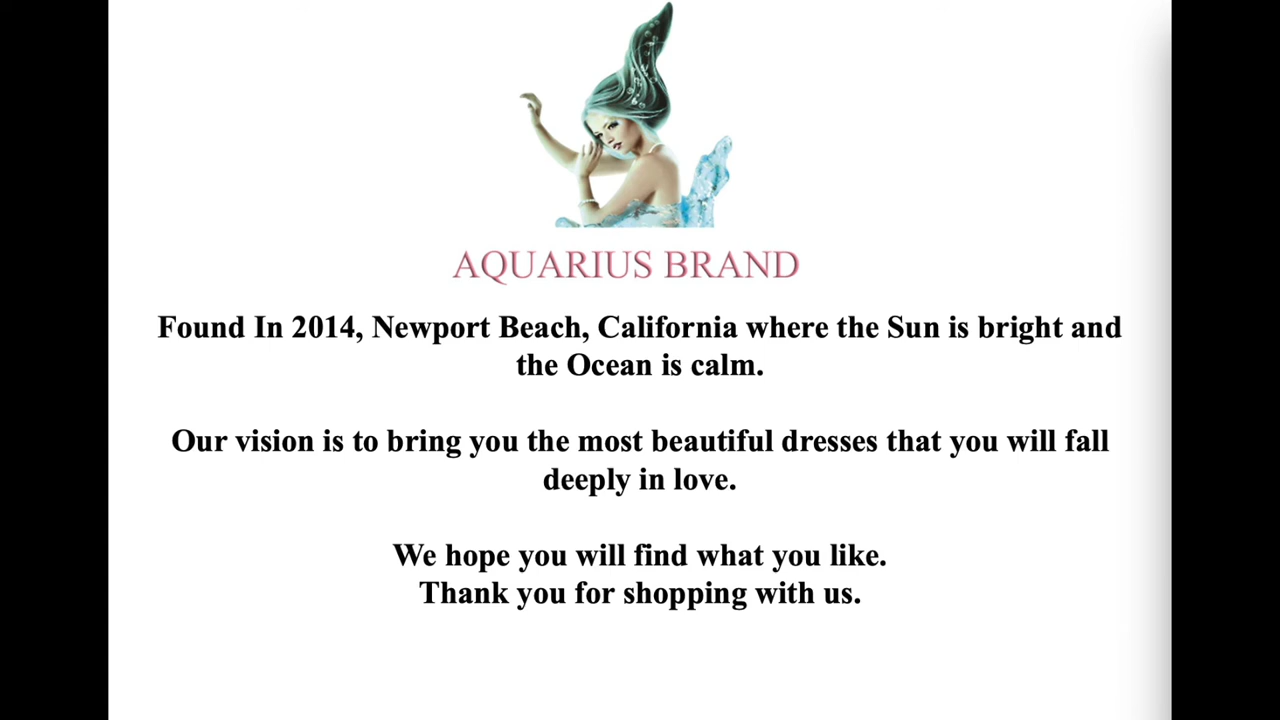 AQUARIUS BRAND
Found In 2014, Newport Beach, California where the Sun is bright and
the Ocean is calm.
Our vision is to bring you the most beautiful dresses that you will fall
deeply in love.
We hope you will find what you like.
Thank you for shopping with us.